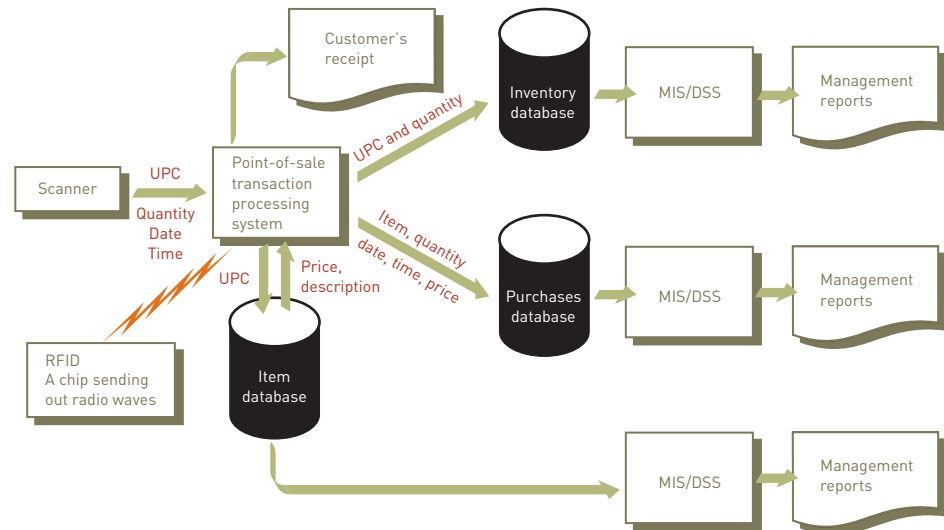 Customer's
receipt
Inventory
database
MIS/DSS
Management
reports
UPC and quantity
Scanner
UPC
Quantity
Date
Time
Point-of-sale
transaction
processing
system
Item, quantity
date, time, price
UPC
Price,
description
Purchases
database
MIS/DSS
Management
reports
RFID
A chip sending
out radio waves
Item
database
MIS/DSS
Management
reports